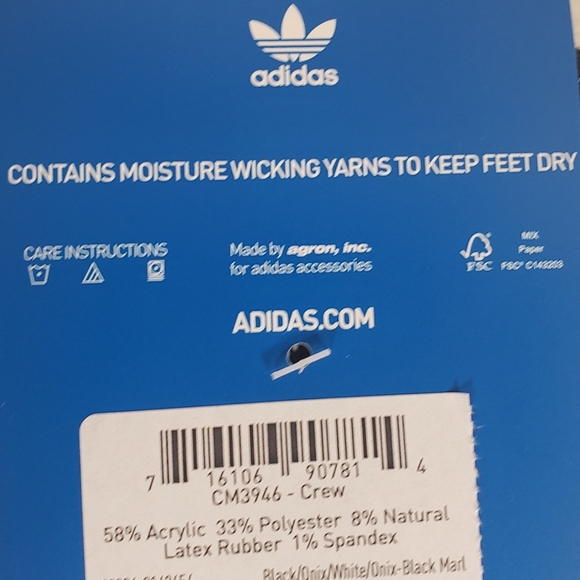 adidas
CONTAINS MOISTURE WICKING YARNS TO KEEP FEET DRY
CARE INSTRUCTIONS
Made by agron, inc.
for adidas accessories
FSC
MIX
Paper
FSC® C143203
ADIDAS.COM
7 16106 90781 4
CM3946 - Crew
58% Acrylic 33% Polyester 8% Natural
Latex Rubber 1% Spandex
Black/Onix/White/Onix-Black Marl